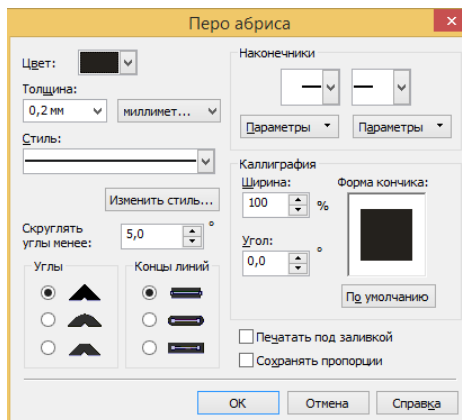 Перо абриса
Цвет:
Толщина:
0,2 мм
миллимет...
Стиль:
Изменить стиль...
Скруглять
углы менее:
5,0
°
Углы
Концы линий
Наконечники
Параметры
Параметры
Каллиграфия
Ширина:
100
%
Форма кончика:
Угол:
0,0
°
По умолчанию
Печатать под заливкой
Сохранять пропорции
OK
Отмена
Справка